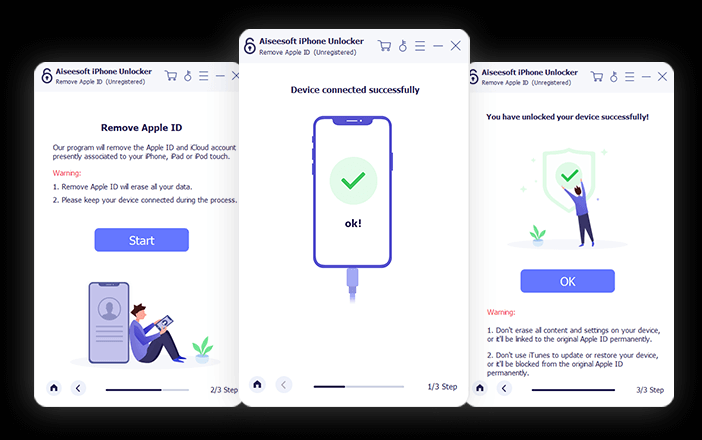 Aiseesoft iPhone Unlocker
Remove Apple ID (Unregistered)
Remove Apple ID
Our program will remove the Apple ID and iCloud account
presently associated to your iPhone, iPad or iPod touch.
Warning:
1. Remove Apple ID will erase all your data.
2. Please keep your device connected during the process.
Start
2/3 Step
Aiseesoft iPhone Unlocker
Remove Apple ID (Unregistered)
Device connected successfully
ok!
1/3 Step
Aiseesoft iPhone Unlocker
Remove Apple ID (Unregistered)
You have unlocked your device successfully!
OK
Warning:
1. Don't erase all content and settings on your device,
or it'll be linked to the orignal Apple ID permanently.
2. Don't use iTunes to update or restore your device,
or it'll be blocked from the orignal Apple ID
permanently.
3/3 Step